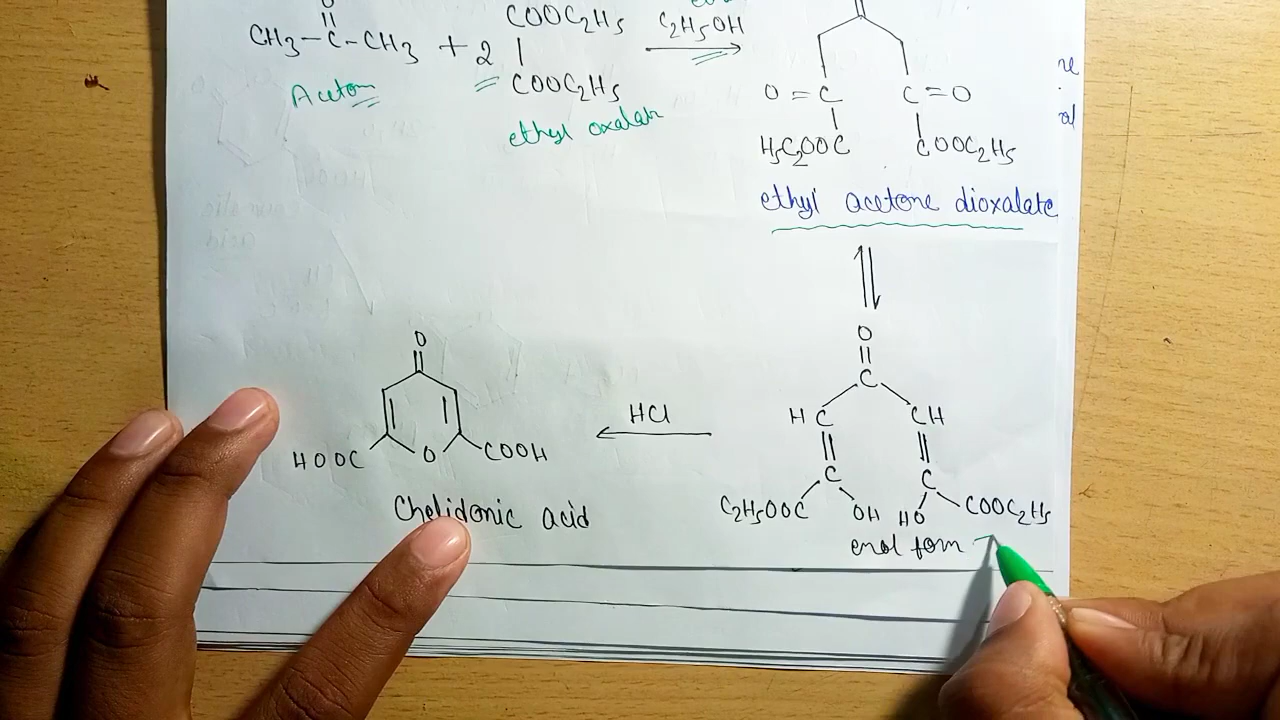 O
CH3-C-CH3 + 2
COOC2H5
COOC2H5
C2H5OH
Aceton
ethyl oxalate
O=C
C=O
H5C2OOC
COOC2H5
ethyl acetone dioxalate
O
C
HC
CH
C
C
C2H5OOC
OH
HO
COOC2H5
enol form
HCl
O
HOOC
O
COOH
Chelidonic acid